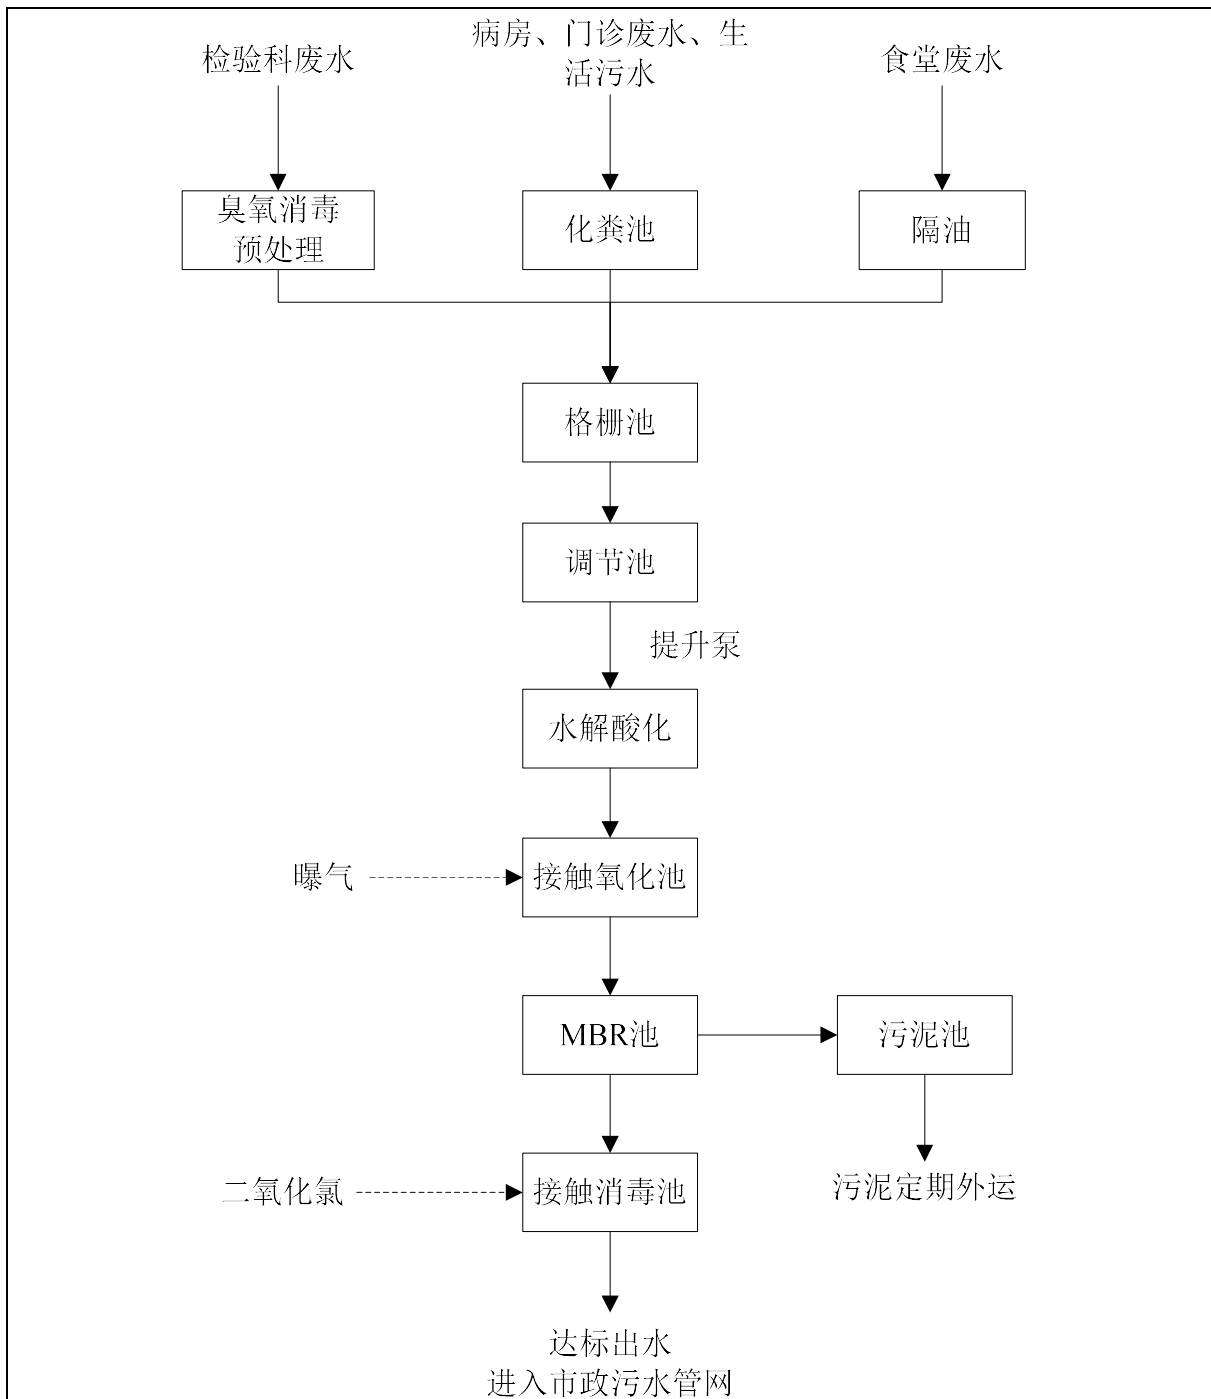 检验科废水
病房、门诊废水、生
活污水
食堂废水
臭氧消毒
预处理
化粪池
隔油
格栅池
调节池
提升泵
水解酸化
曝气
接触氧化池
MBR池
污泥池
二氧化氯
接触消毒池
污泥定期外运
达标出水
进入市政污水管网